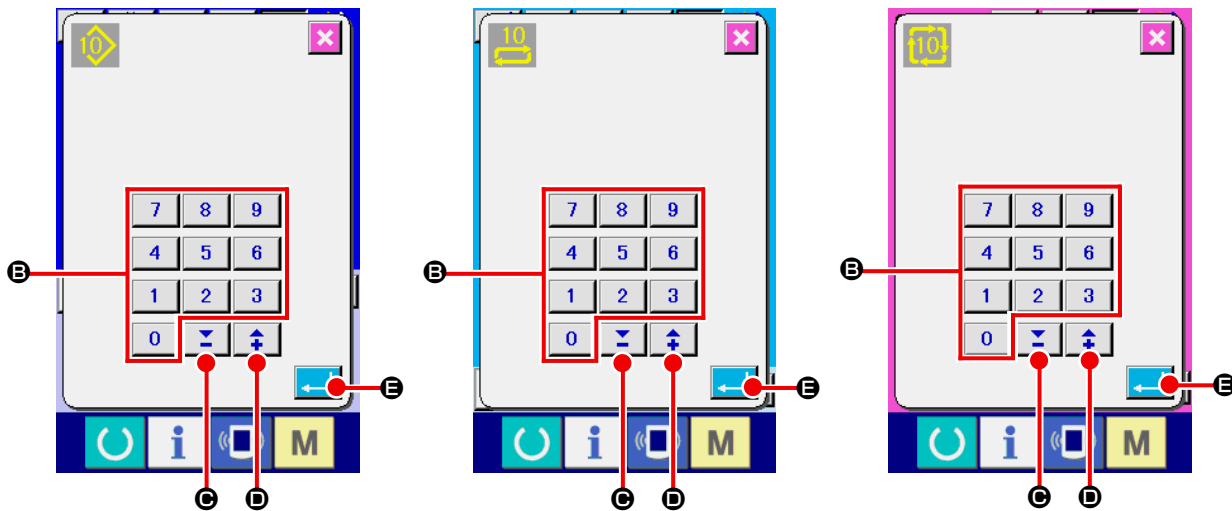 10 10 10
7 8 9 7 8 9 7 8 9
4 5 6 4 5 6 4 5 6
B B B
1 2 3 1 2 3 1 2 3
0 − + 0 − + 0 − +
E E E
i M i M i M
C D C D C D